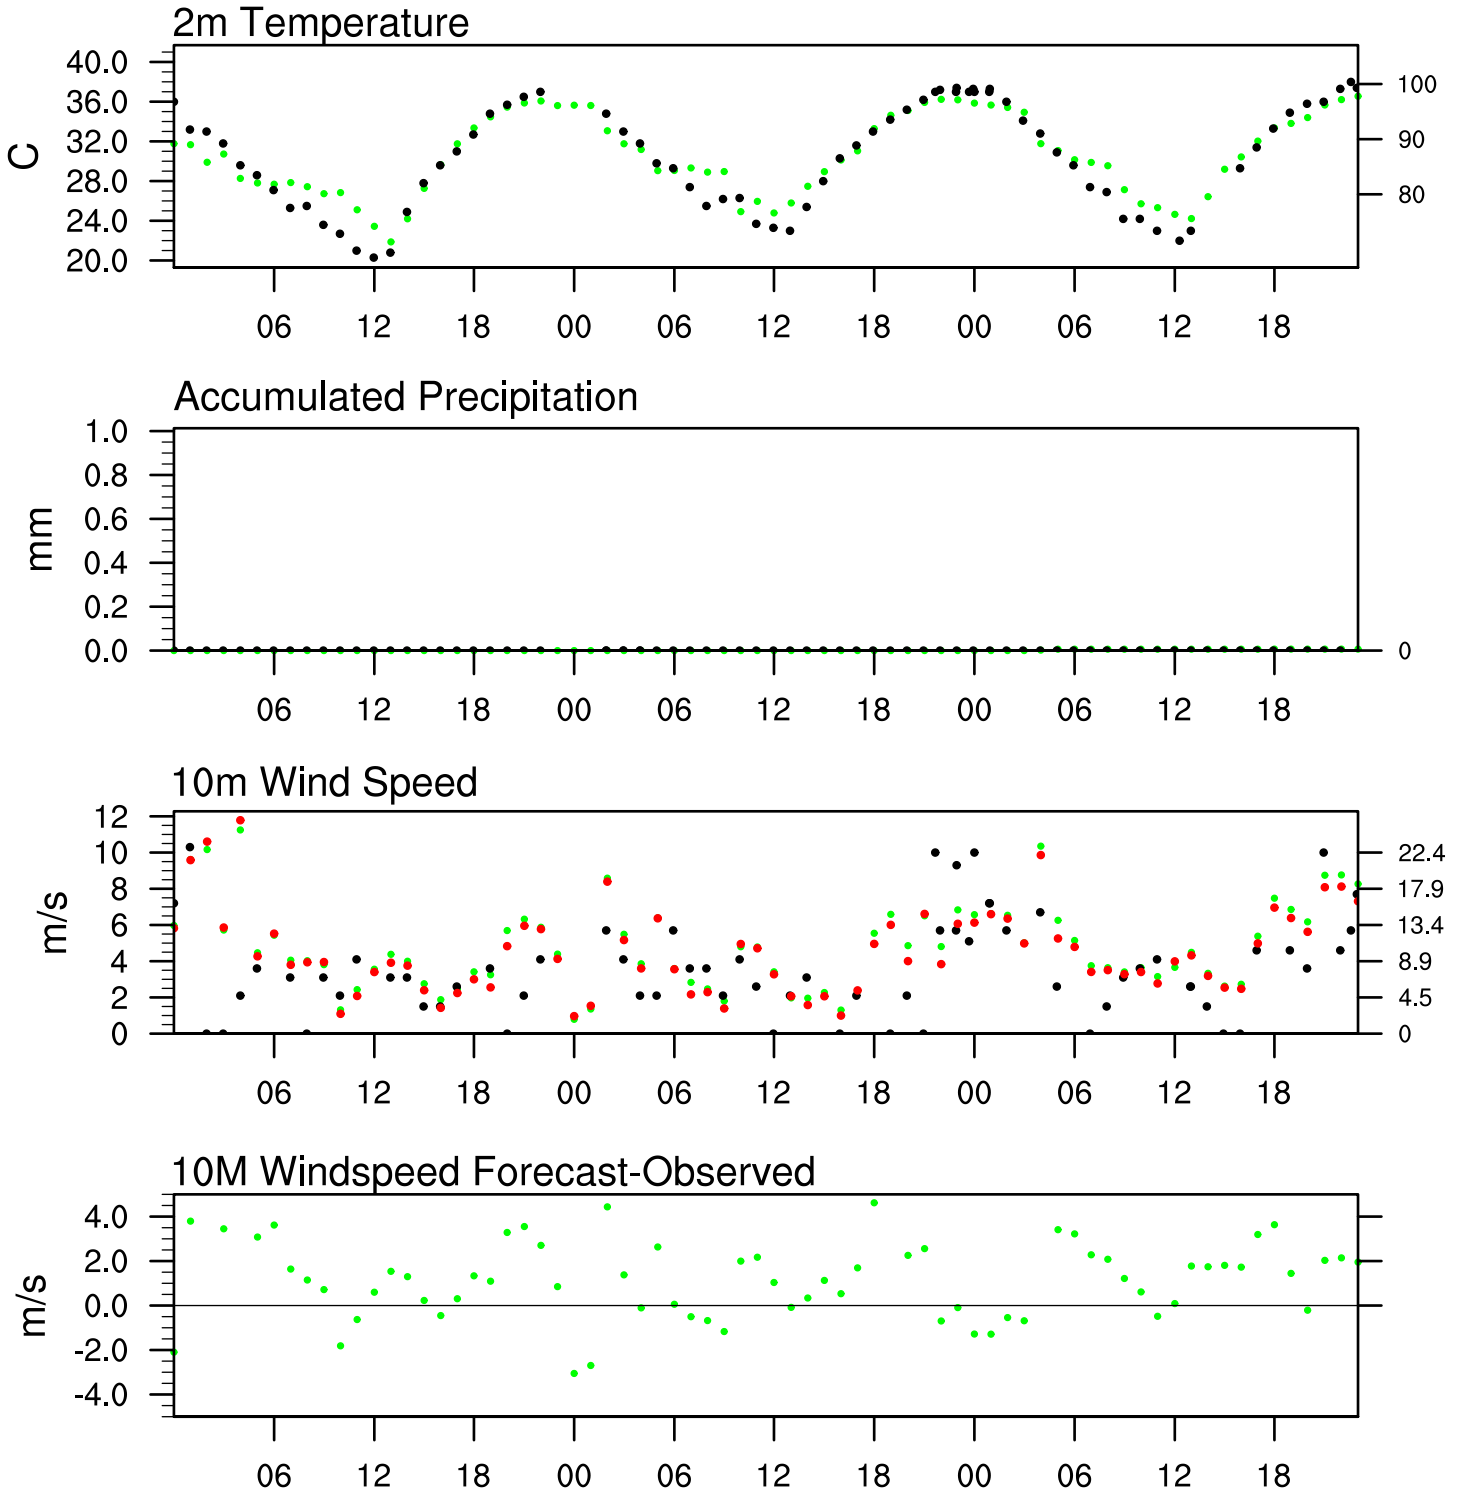 2m Temperature
40.0
36.0
32.0
28.0
24.0
20.0
C
100
90
80
06 12 18 00 06 12 18 00 06 12 18
Accumulated Precipitation
1.0
0.8
0.6
0.4
0.2
0.0
mm
0
06 12 18 00 06 12 18 00 06 12 18
10m Wind Speed
12
10
8
6
4
2
0
m/s
22.4
17.9
13.4
8.9
4.5
0
06 12 18 00 06 12 18 00 06 12 18
10M Windspeed Forecast-Observed
4.0
2.0
0.0
-2.0
-4.0
m/s
06 12 18 00 06 12 18 00 06 12 18